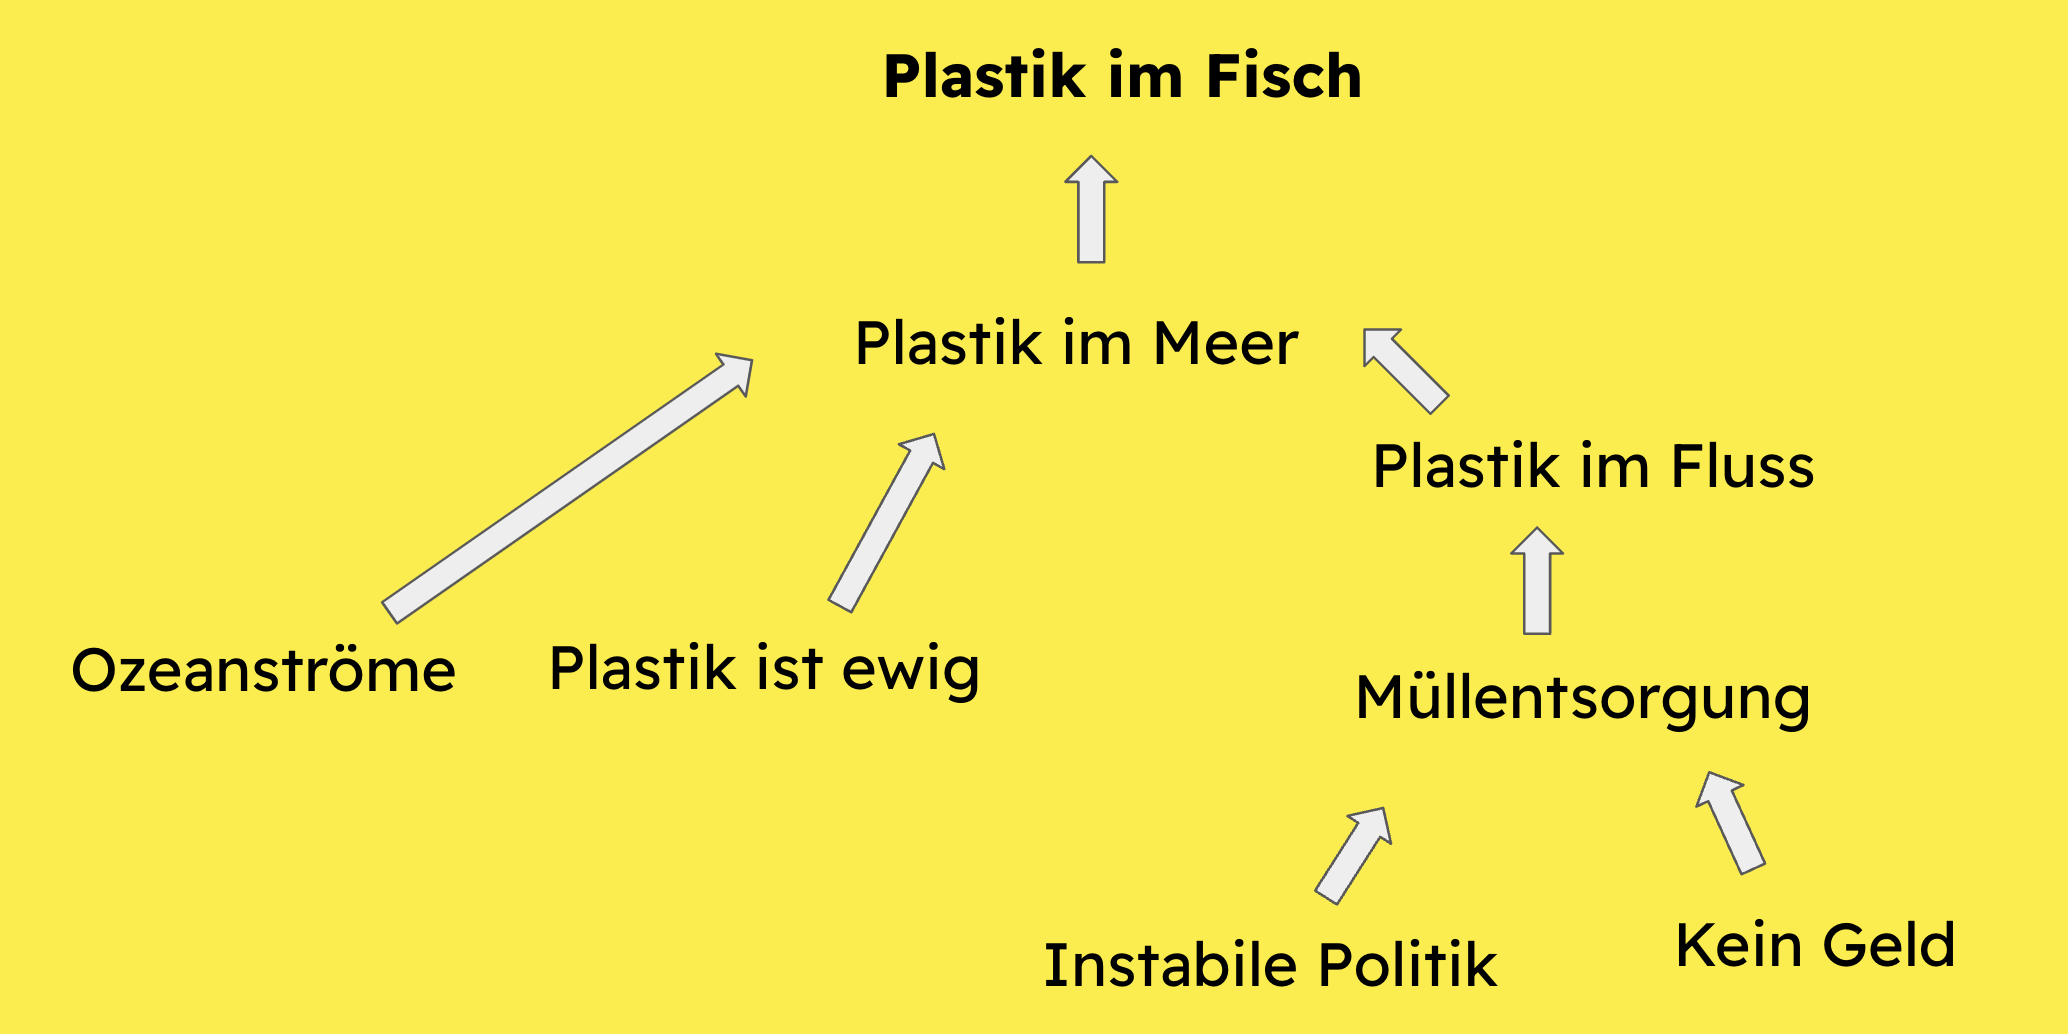 Plastik im Fisch
Plastik im Meer
Plastik im Fluss
Ozeanströme
Plastik ist ewig
Müllentsorgung
Instabile Politik
Kein Geld